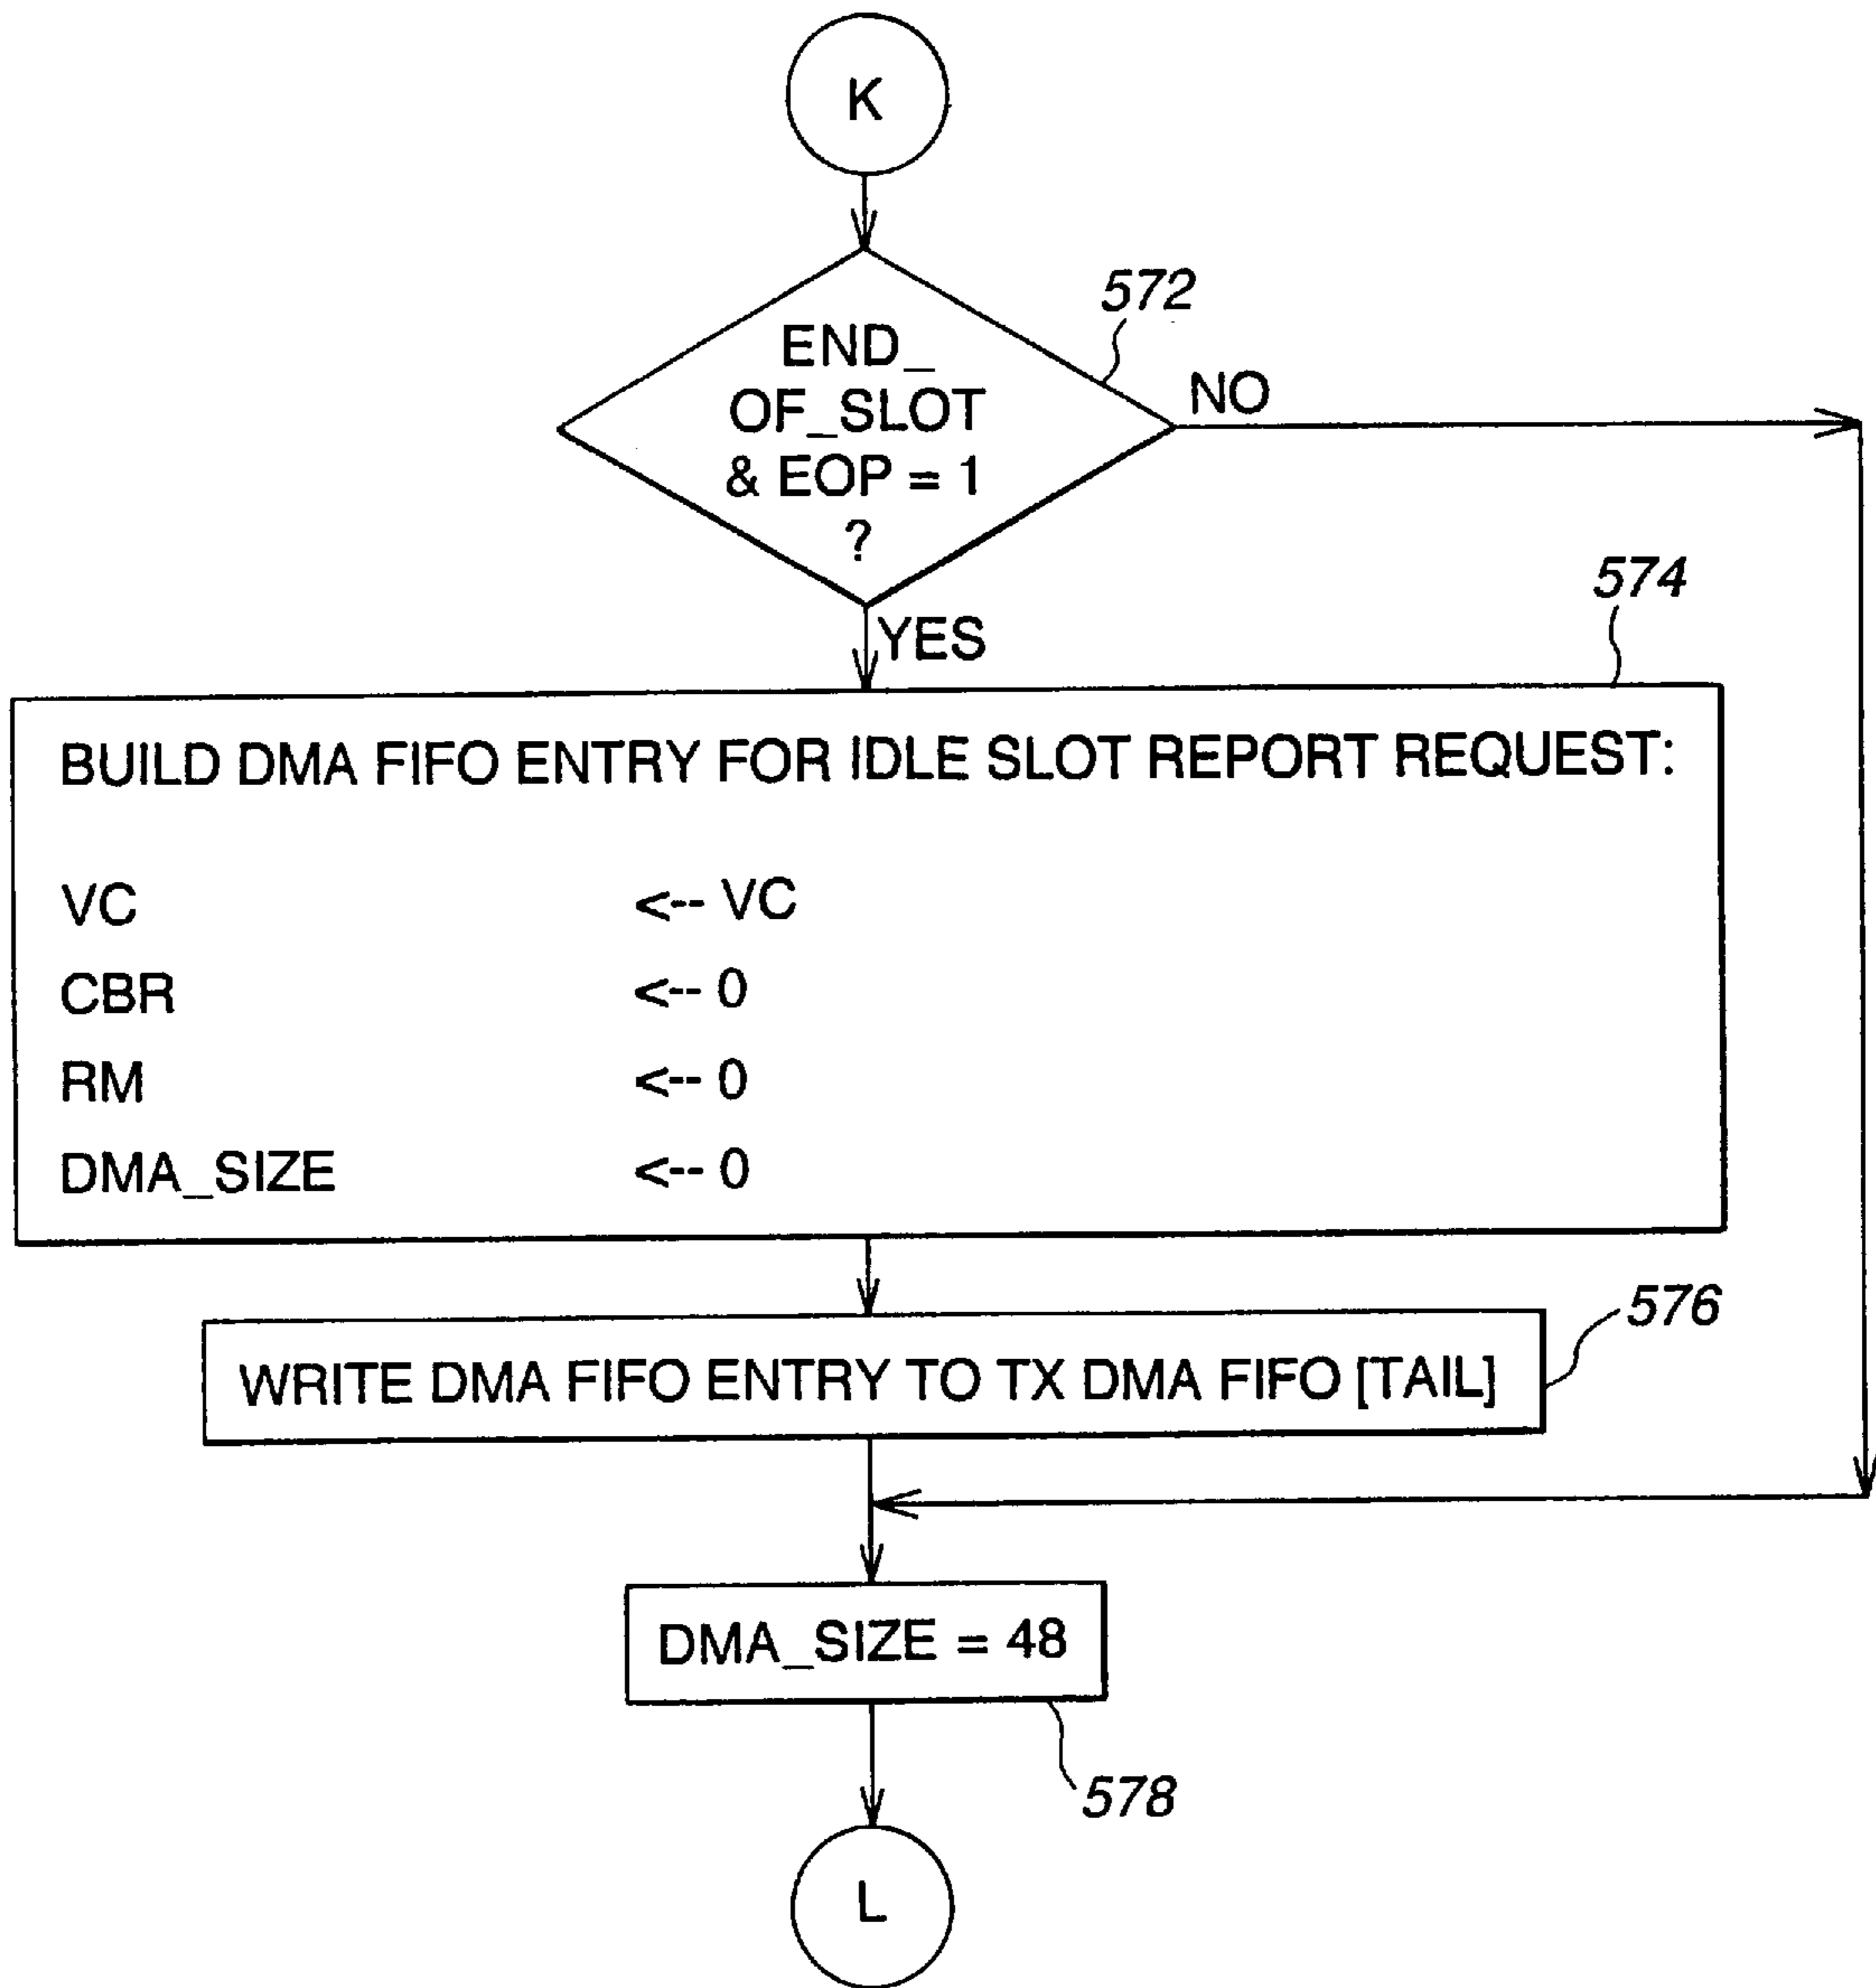 K
572
END_
OF_SLOT
& EOP = 1
?
NO
YES
574
BUILD DMA FIFO ENTRY FOR IDLE SLOT REPORT REQUEST:
VC <-- VC
CBR <-- 0
RM <-- 0
DMA_SIZE <-- 0
576
WRITE DMA FIFO ENTRY TO TX DMA FIFO [TAIL]
DMA_SIZE = 48
578
L